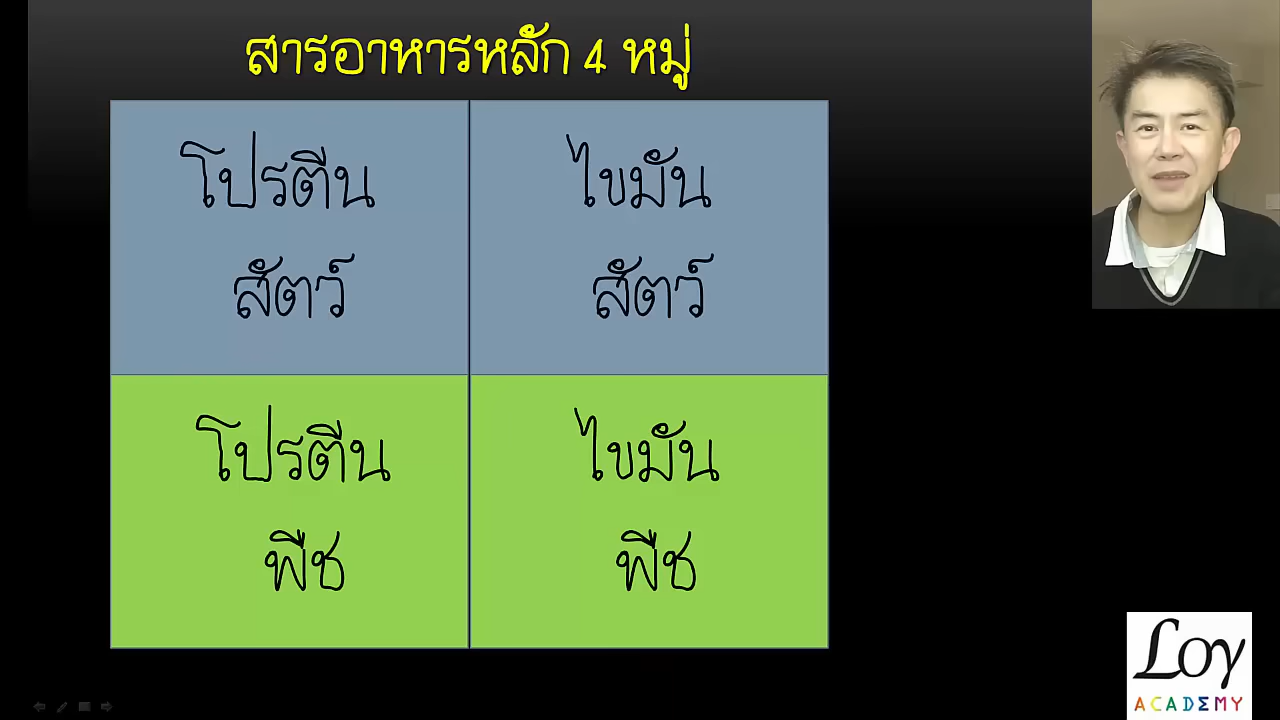 สารอาหารหลัก 4 หมู่
โปรตีน
สัตว์
ไขมัน
สัตว์
โปรตีน
พืช
ไขมัน
พืช
LOY
ACADEMY